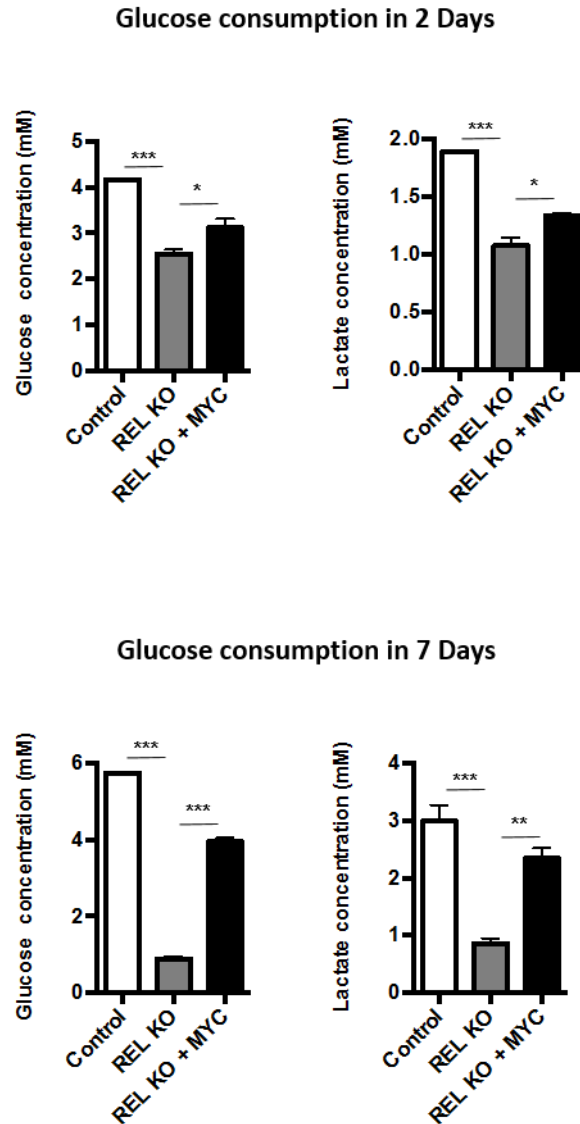 Glucose consumption in 2 Days
Glucose concentration (mM)
5
4
3
2
1
0
***
*
Control
REL KO
REL KO + MYC
Lactate concentration (mM)
2.0
1.5
1.0
0.5
0.0
***
*
Control
REL KO
REL KO + MYC
Glucose consumption in 7 Days
Glucose concentration (mM)
6
4
2
0
***
***
Control
REL KO
REL KO + MYC
Lactate concentration (mM)
4
3
2
1
0
***
**
Control
REL KO
REL KO + MYC